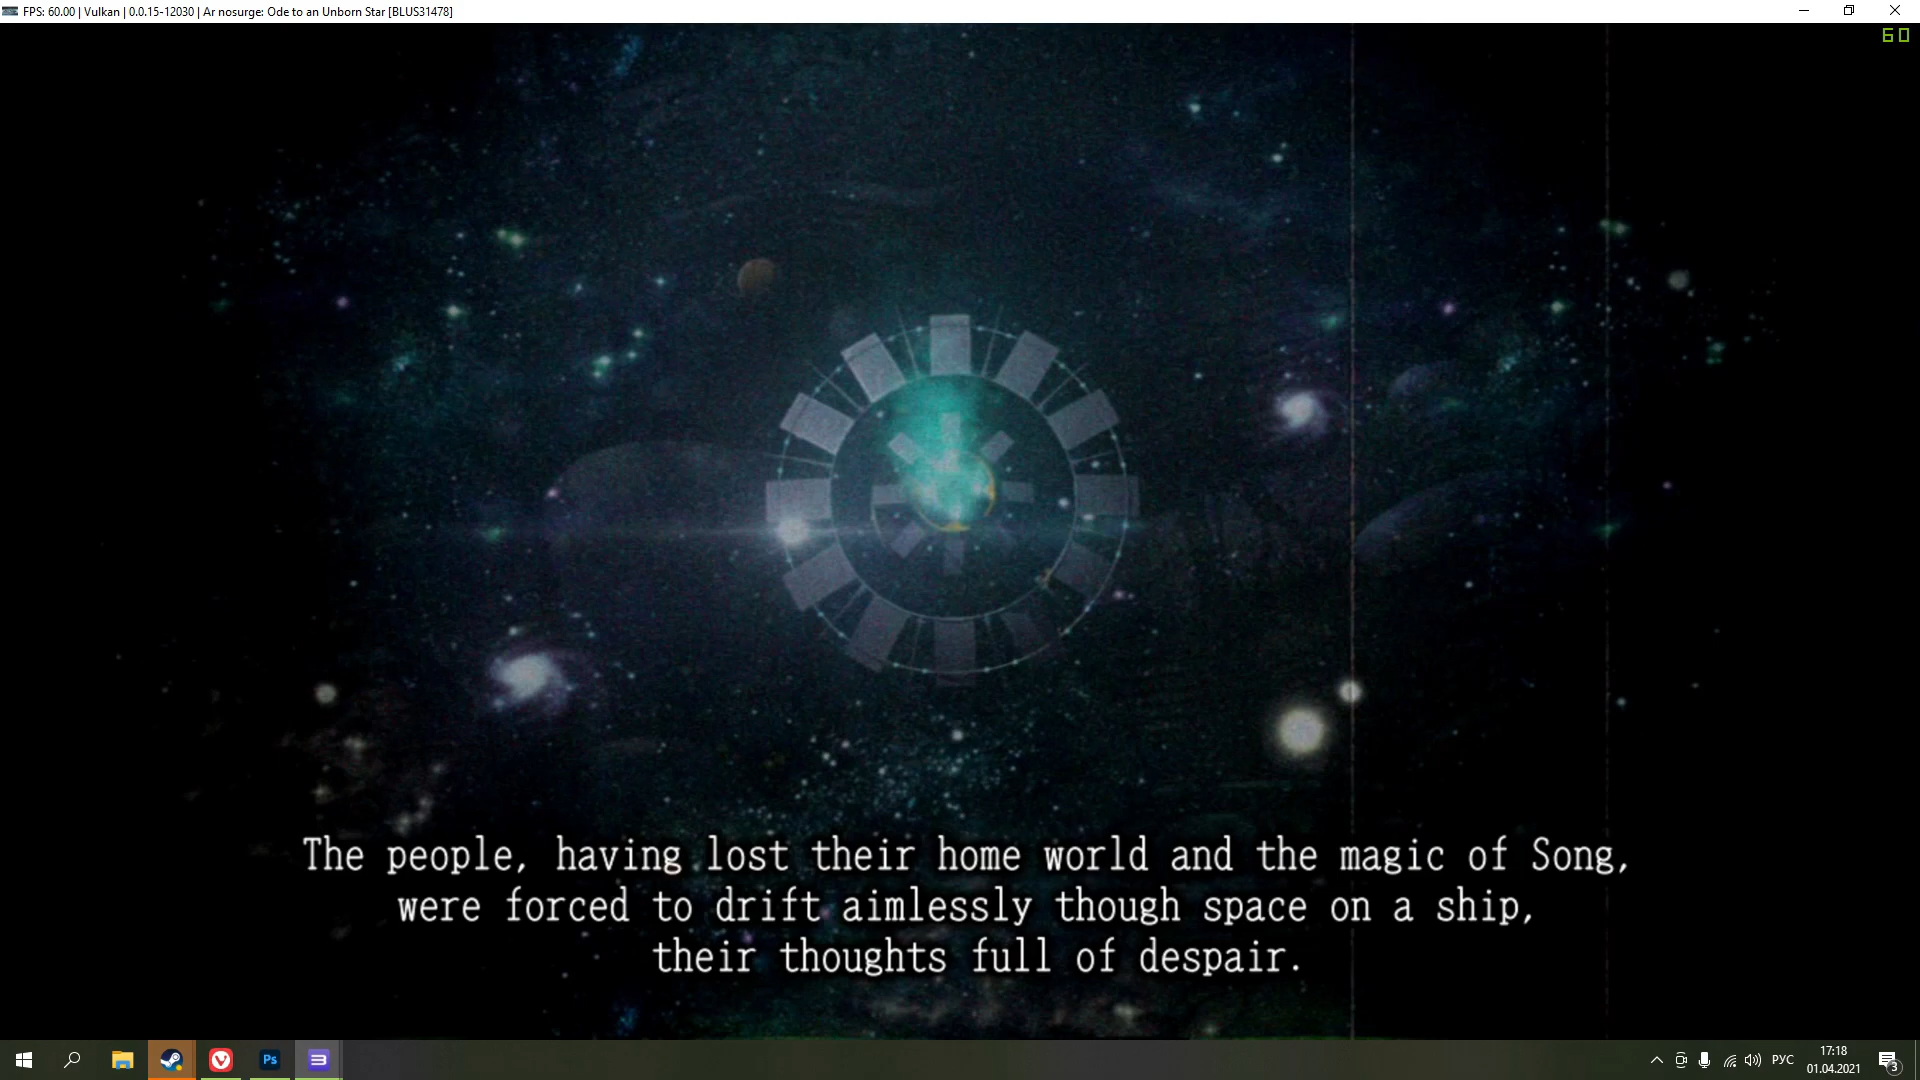 FPS: 60.00 | Vulkan | 0.0.15-12030 | Ar nosurge: Ode to an Unborn Star [BLUS31478]
60
The people, having lost their home world and the magic of Song,
were forced to drift aimlessly though space on a ship,
their thoughts full of despair.
Ps
РУС
17:18
01.04.2021
3